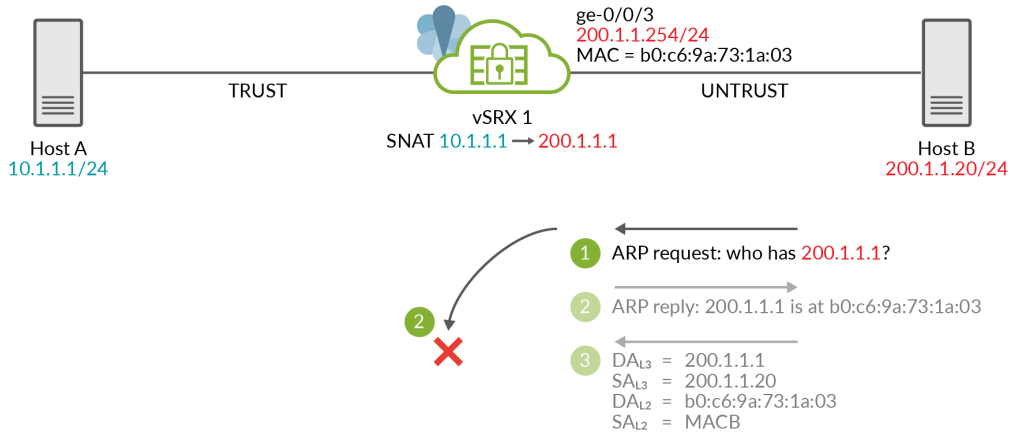 ge-0/0/3
200.1.1.254/24
MAC = b0:c6:9a:73:1a:03
TRUST
UNTRUST
vSRX 1
SNAT 10.1.1.1 → 200.1.1.1
Host A
10.1.1.1/24
Host B
200.1.1.20/24
1 ARP request: who has 200.1.1.1?
2 ARP reply: 200.1.1.1 is at b0:c6:9a:73:1a:03
2
3 DAL3 = 200.1.1.1
SAL3 = 200.1.1.20
DAL2 = b0:c6:9a:73:1a:03
SAL2 = MACB